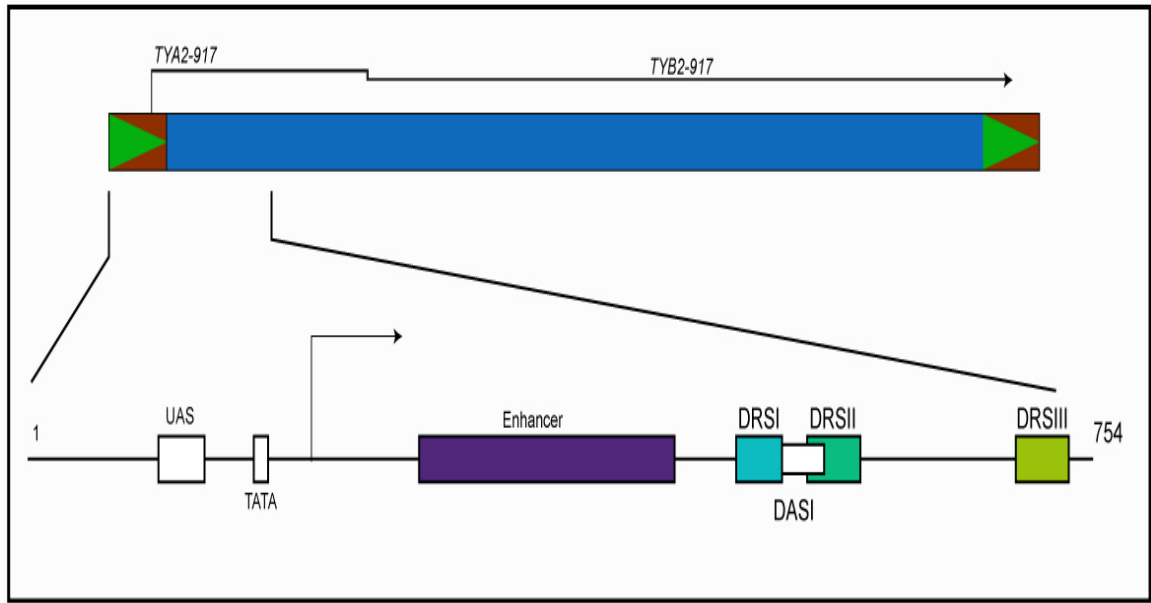 TYA2-917
TYB2-917
UAS
Enhancer
DRSI
DRSII
DRSIII
1
754
TATA
DASI